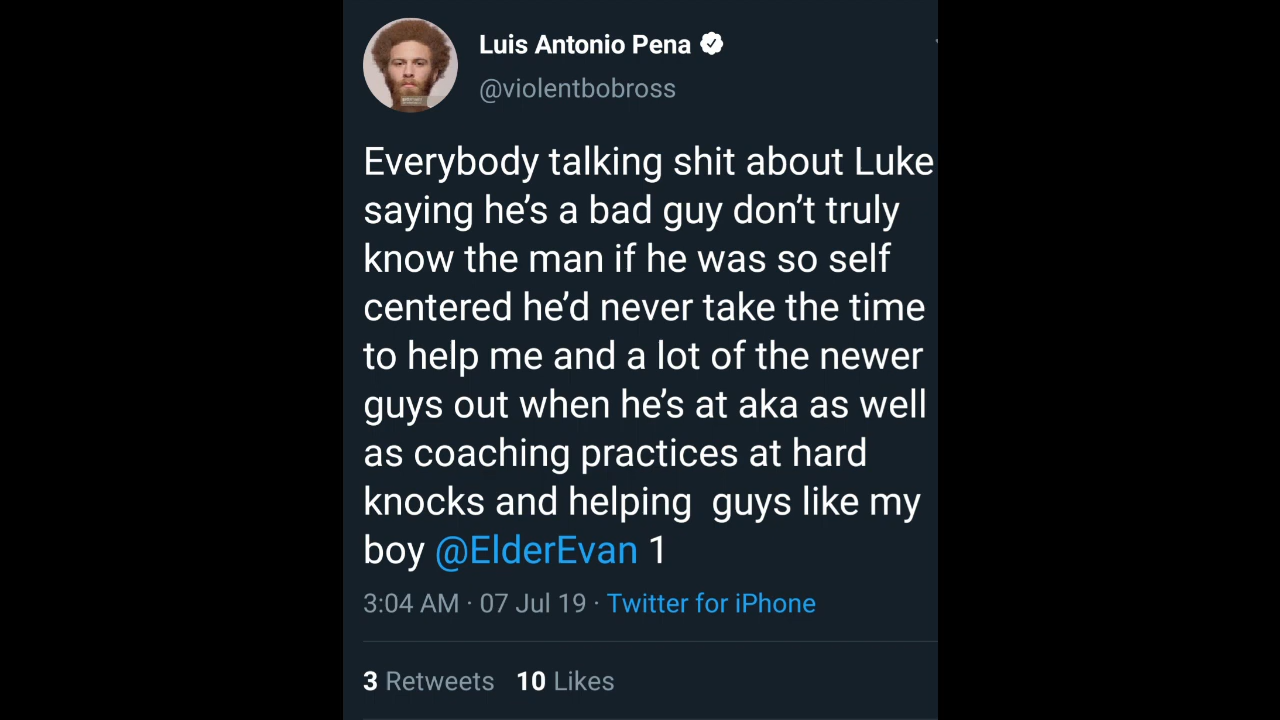 Luis Antonio Pena
@violentbobross
Everybody talking shit about Luke
saying he’s a bad guy don’t truly
know the man if he was so self
centered he’d never take the time
to help me and a lot of the newer
guys out when he’s at aka as well
as coaching practices at hard
knocks and helping  guys like my
boy @ElderEvan 1
3:04 AM · 07 Jul 19 · Twitter for iPhone
3 Retweets 10 Likes